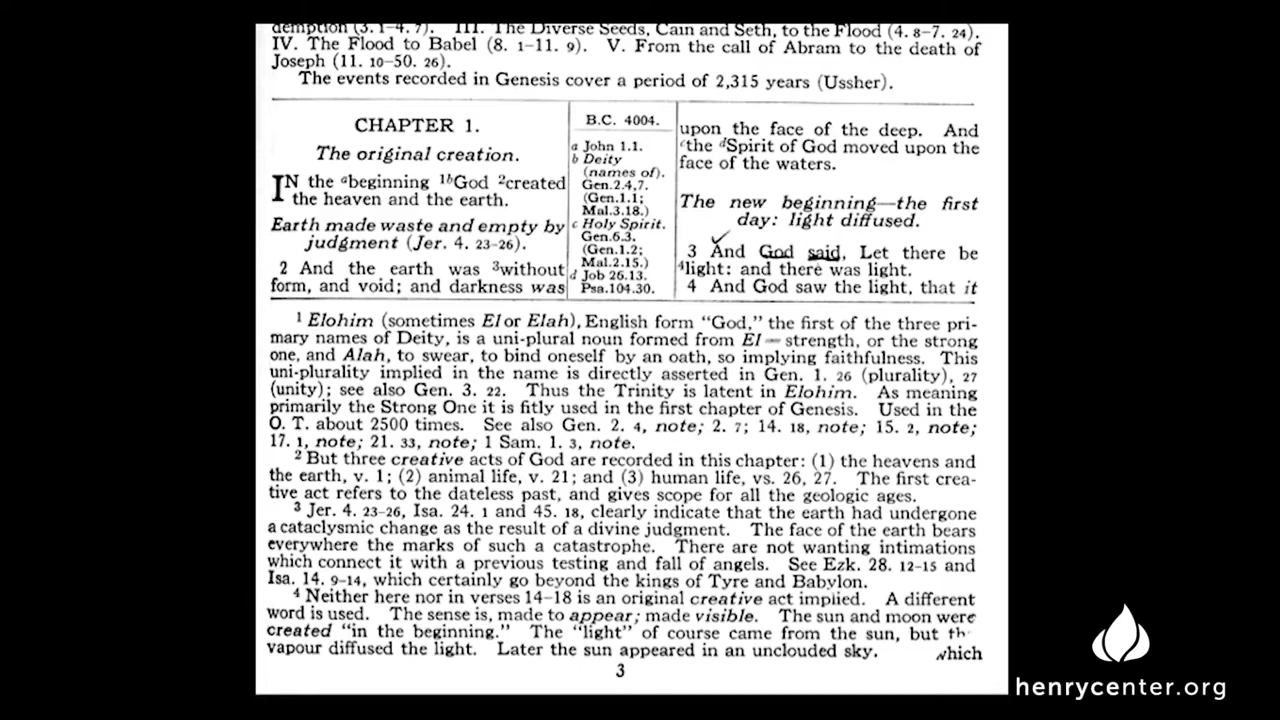 demption (3. 1–4. 7). III. The Diverse Seeds, Cain and Seth, to the Flood (4. 8–7. 24).
IV. The Flood to Babel (8. 1–11. 9). V. From the call of Abram to the death of
Joseph (11. 10–50. 26).
The events recorded in Genesis cover a period of 2,315 years (Ussher).
CHAPTER 1.
The original creation.
IN the ᵃbeginning ¹ᵇGod ²created
the heaven and the earth.
Earth made waste and empty by
judgment (Jer. 4. 23–26).
2 And the earth was ³without
form, and void; and darkness was
B.C. 4004.
a John 1.1.
b Deity
(names of).
Gen.2.4,7.
(Gen.1.1;
Mal.3.18.)
c Holy Spirit.
Gen.6.3.
(Gen.1.2;
Mal.2.15.)
d Job 26.13.
Psa.104.30.
upon the face of the deep. And
ᶜthe ᵈSpirit of God moved upon the
face of the waters.
The new beginning—the first
day: light diffused.
3 And God said, Let there be
⁴light: and there was light.
4 And God saw the light, that it
¹ Elohim (sometimes El or Elah), English form "God," the first of the three pri-
mary names of Deity, is a uni-plural noun formed from El = strength, or the strong
one, and Alah, to swear, to bind oneself by an oath, so implying faithfulness. This
uni-plurality implied in the name is directly asserted in Gen. 1. 26 (plurality), 27
(unity); see also Gen. 3. 22. Thus the Trinity is latent in Elohim. As meaning
primarily the Strong One it is fitly used in the first chapter of Genesis. Used in the
O. T. about 2500 times. See also Gen. 2. 4, note; 2. 7; 14. 18, note; 15. 2, note;
17. 1, note; 21. 33, note; 1 Sam. 1. 3, note.
² But three creative acts of God are recorded in this chapter: (1) the heavens and
the earth, v. 1; (2) animal life, v. 21; and (3) human life, vs. 26, 27. The first crea-
tive act refers to the dateless past, and gives scope for all the geologic ages.
³ Jer. 4. 23–26, Isa. 24. 1 and 45. 18, clearly indicate that the earth had undergone
a cataclysmic change as the result of a divine judgment. The face of the earth bears
everywhere the marks of such a catastrophe. There are not wanting intimations
which connect it with a previous testing and fall of angels. See Ezk. 28. 12–15 and
Isa. 14. 9–14, which certainly go beyond the kings of Tyre and Babylon.
⁴ Neither here nor in verses 14–18 is an original creative act implied. A different
word is used. The sense is, made to appear; made visible. The sun and moon were
created "in the beginning." The "light" of course came from the sun, but th
vapour diffused the light. Later the sun appeared in an unclouded sky. which
3
henrycenter.org